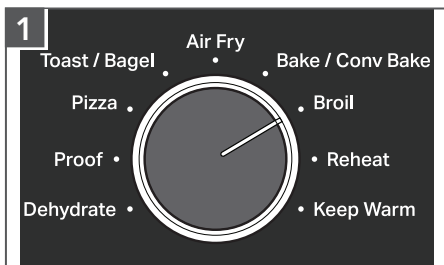 1
Air Fry
Toast / Bagel
Bake / Conv Bake
Pizza
Broil
Proof
Reheat
Dehydrate
Keep Warm